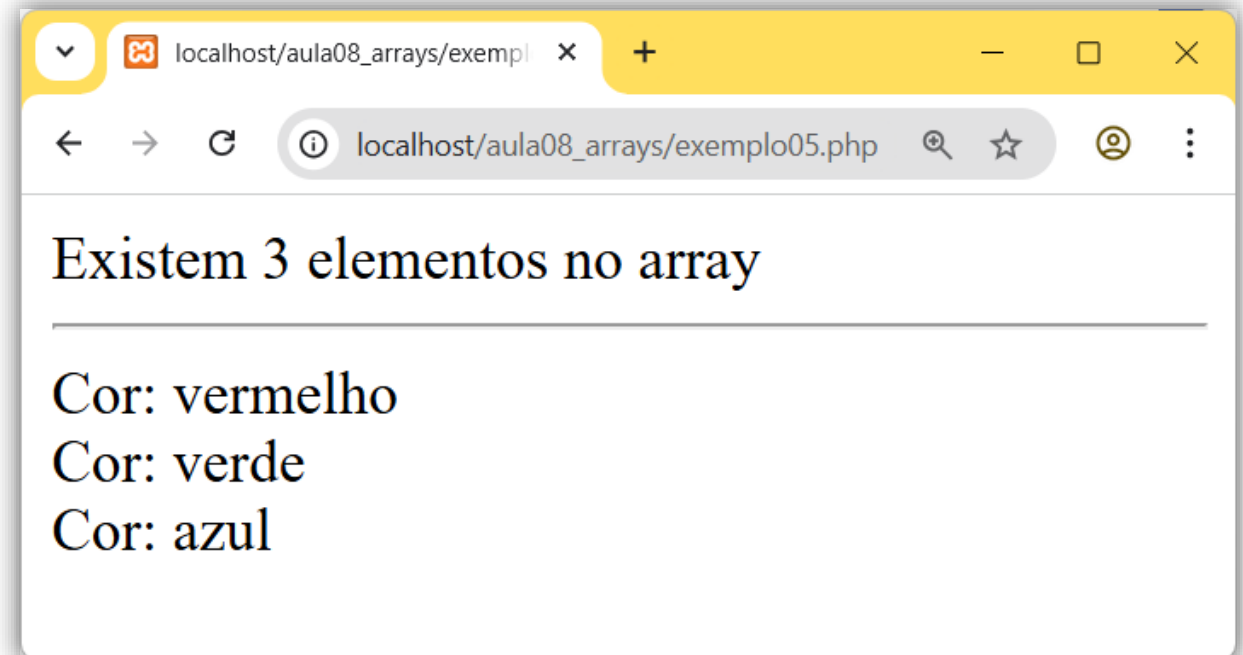 localhost/aula08_arrays/exempl
localhost/aula08_arrays/exemplo05.php
Existem 3 elementos no array
Cor: vermelho
Cor: verde
Cor: azul